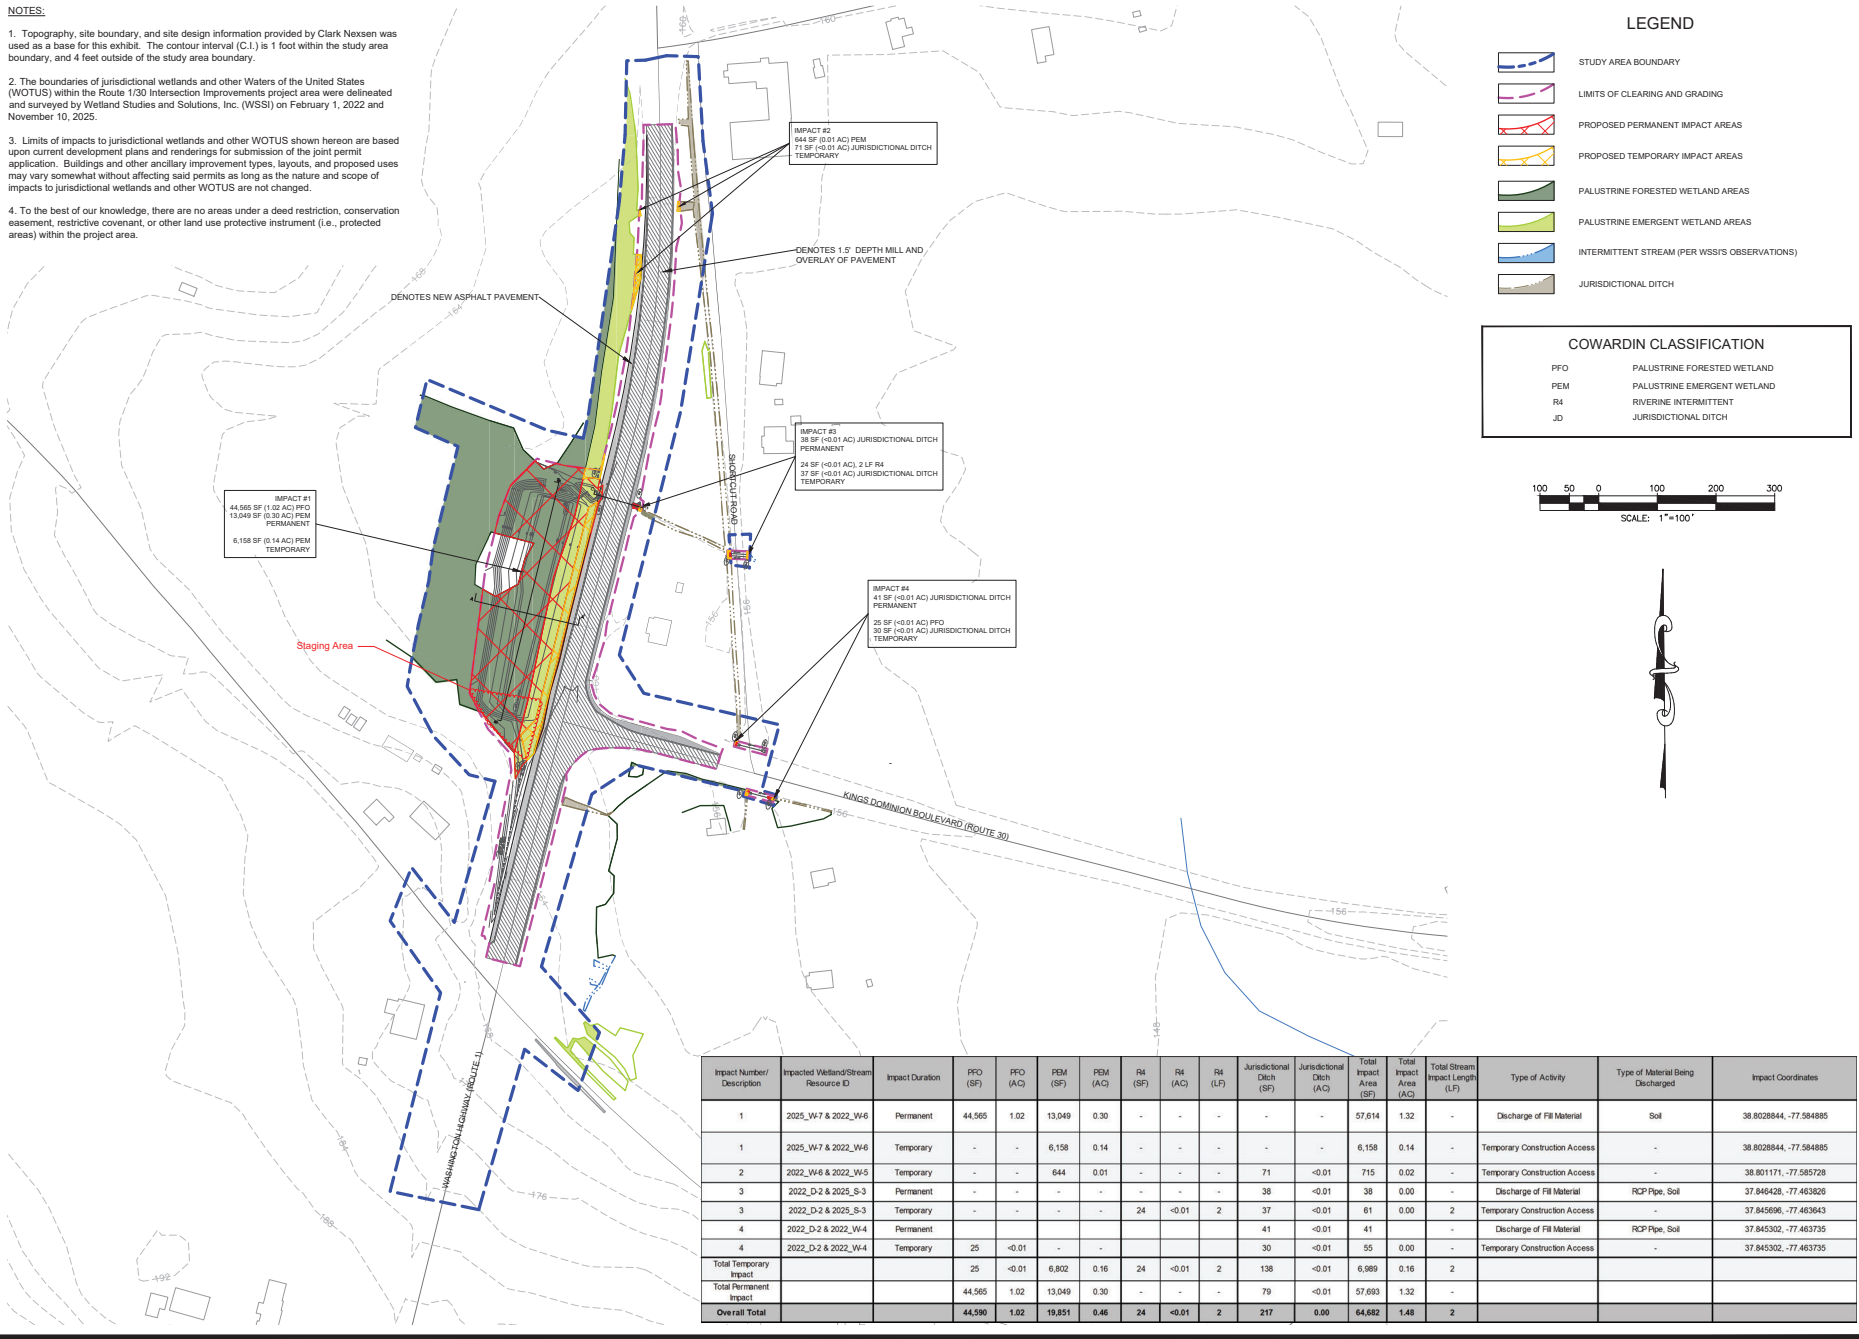 NOTES:
1. Topography, site boundary, and site design information provided by Clark Nexsen was
used as a base for this exhibit. The contour interval (C.I.) is 1 foot within the study area
boundary, and 4 feet outside of the study area boundary.
2. The boundaries of jurisdictional wetlands and other Waters of the United States
(WOTUS) within the Route 1/30 Intersection Improvements project area were delineated
and surveyed by Wetland Studies and Solutions, Inc. (WSSI) on February 1, 2022 and
November 10, 2025.
3. Limits of impacts to jurisdictional wetlands and other WOTUS shown hereon are based
upon current development plans and renderings for submission of the joint permit
application. Buildings and other ancillary improvement types, layouts, and proposed uses
may vary somewhat without affecting said permits as long as the nature and scope of
impacts to jurisdictional wetlands and other WOTUS are not changed.
4. To the best of our knowledge, there are no areas under a deed restriction, conservation
easement, restrictive covenant, or other land use protective instrument (i.e., protected
areas) within the project area.
160
160
168
164
IMPACT #2
644 SF (0.01 AC) PEM
71 SF (<0.01 AC) JURISDICTIONAL DITCH
TEMPORARY
DENOTES 1.5' DEPTH MILL AND
OVERLAY OF PAVEMENT
DENOTES NEW ASPHALT PAVEMENT
IMPACT #3
38 SF (<0.01 AC) JURISDICTIONAL DITCH
PERMANENT
24 SF (<0.01 AC), 2 LF R4
37 SF (<0.01 AC) JURISDICTIONAL DITCH
TEMPORARY
SHORTCUT ROAD
IMPACT #1
44,565 SF (1.02 AC) PFO
13,049 SF (0.30 AC) PEM
PERMANENT
6,158 SF (0.14 AC) PEM
TEMPORARY
IMPACT #4
41 SF (<0.01 AC) JURISDICTIONAL DITCH
PERMANENT
25 SF (<0.01 AC) PFO
30 SF (<0.01 AC) JURISDICTIONAL DITCH
TEMPORARY
156
156
Staging Area
KINGS DOMINION BOULEVARD (ROUTE 30)
156
156
148
WASHINGTON HIGHWAY (ROUTE 1)
184
188
176
192
LEGEND
STUDY AREA BOUNDARY
LIMITS OF CLEARING AND GRADING
PROPOSED PERMANENT IMPACT AREAS
PROPOSED TEMPORARY IMPACT AREAS
PALUSTRINE FORESTED WETLAND AREAS
PALUSTRINE EMERGENT WETLAND AREAS
INTERMITTENT STREAM (PER WSSI'S OBSERVATIONS)
JURISDICTIONAL DITCH
COWARDIN CLASSIFICATION
PFO PALUSTRINE FORESTED WETLAND
PEM PALUSTRINE EMERGENT WETLAND
R4 RIVERINE INTERMITTENT
JD JURISDICTIONAL DITCH
100 50 0 100 200 300
SCALE: 1"=100'
Impact Number/ Description Impacted Wetland/Stream Resource ID Impact Duration PFO (SF) PFO (AC) PEM (SF) PEM (AC) R4 (SF) R4 (AC) R4 (LF) Jurisdictional Ditch (SF) Jurisdictional Ditch (AC) Total Impact Area (SF) Total Impact Area (AC) Total Stream Impact Length (LF) Type of Activity Type of Material Being Discharged Impact Coordinates
1 2025_W-7 & 2022_W-6 Permanent 44,565 1.02 13,049 0.30 - - - - - 57,614 1.32 - Discharge of Fill Material Soil 38.8028844, -77.584885
1 2025_W-7 & 2022_W-6 Temporary - - 6,158 0.14 - - - - - 6,158 0.14 - Temporary Construction Access - 38.8028844, -77.584885
2 2022_W-6 & 2022_W-5 Temporary - - 644 0.01 - - - 71 <0.01 715 0.02 - Temporary Construction Access - 38.801171, -77.585728
3 2022_D-2 & 2025_S-3 Permanent - - - - - - - 38 <0.01 38 0.00 - Discharge of Fill Material RCP Pipe, Soil 37.846428, -77.463826
3 2022_D-2 & 2025_S-3 Temporary - - - - 24 <0.01 2 37 <0.01 61 0.00 2 Temporary Construction Access - 37.845696, -77.463643
4 2022_D-2 & 2022_W-4 Permanent 41 <0.01 41 - Discharge of Fill Material RCP Pipe, Soil 37.845302, -77.463735
4 2022_D-2 & 2022_W-4 Temporary 25 <0.01 - - 30 <0.01 55 0.00 - Temporary Construction Access - 37.845302, -77.463735
Total Temporary Impact 25 <0.01 6,802 0.16 24 <0.01 2 138 <0.01 6,989 0.16 2
Total Permanent Impact 44,565 1.02 13,049 0.30 - - - 79 <0.01 57,693 1.32 -
Overall Total 44,590 1.02 19,851 0.46 24 <0.01 2 217 0.00 64,682 1.48 2